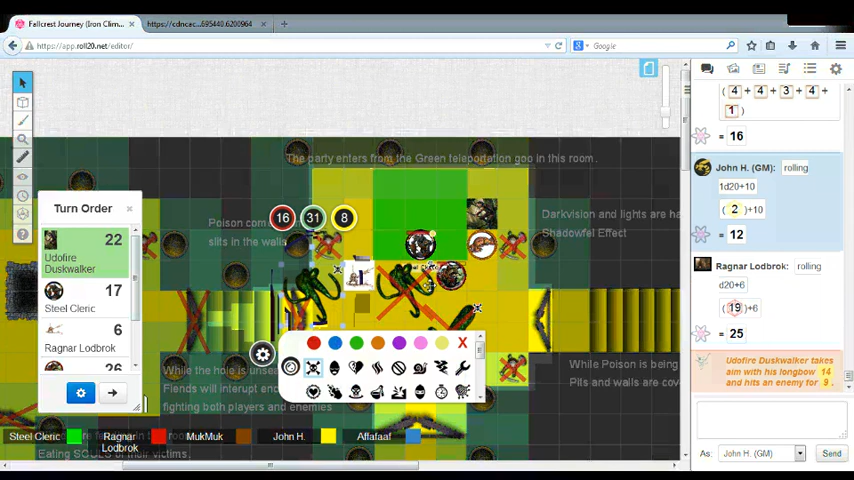 Fallcrest Journey (Iron Clim...
https://cdncac...695440.6200964
https://app.roll20.net/editor/
Google
The party enters from the Green teleportation goo in this room.
Turn Order
22
Udofire
Duskwalker
17
Steel Cleric
6
Ragnar Lodbrok
26
Poison com
slits in the walls
16
31
8
Darkvision and lights are ha
Shadowfel Effect
While the hole is unsea
Fiends will interupt enc
fighting both players and enemies
Eating SOULS of their victims.
While Poison is being
Pits and walls are cove
Steel Cleric
Ragnar
Lodbrok
MukMuk
John H.
Affafaaf
( 4 + 4 + 3 + 4 +
1 )
= 16
John H. (GM): rolling
1d20+10
( 2 )+10
= 12
Ragnar Lodbrok: rolling
d20+6
( 19 )+6
= 25
Udofire Duskwalker takes
aim with his longbow 14
and hits an enemy for 9 .
As: John H. (GM)
Send